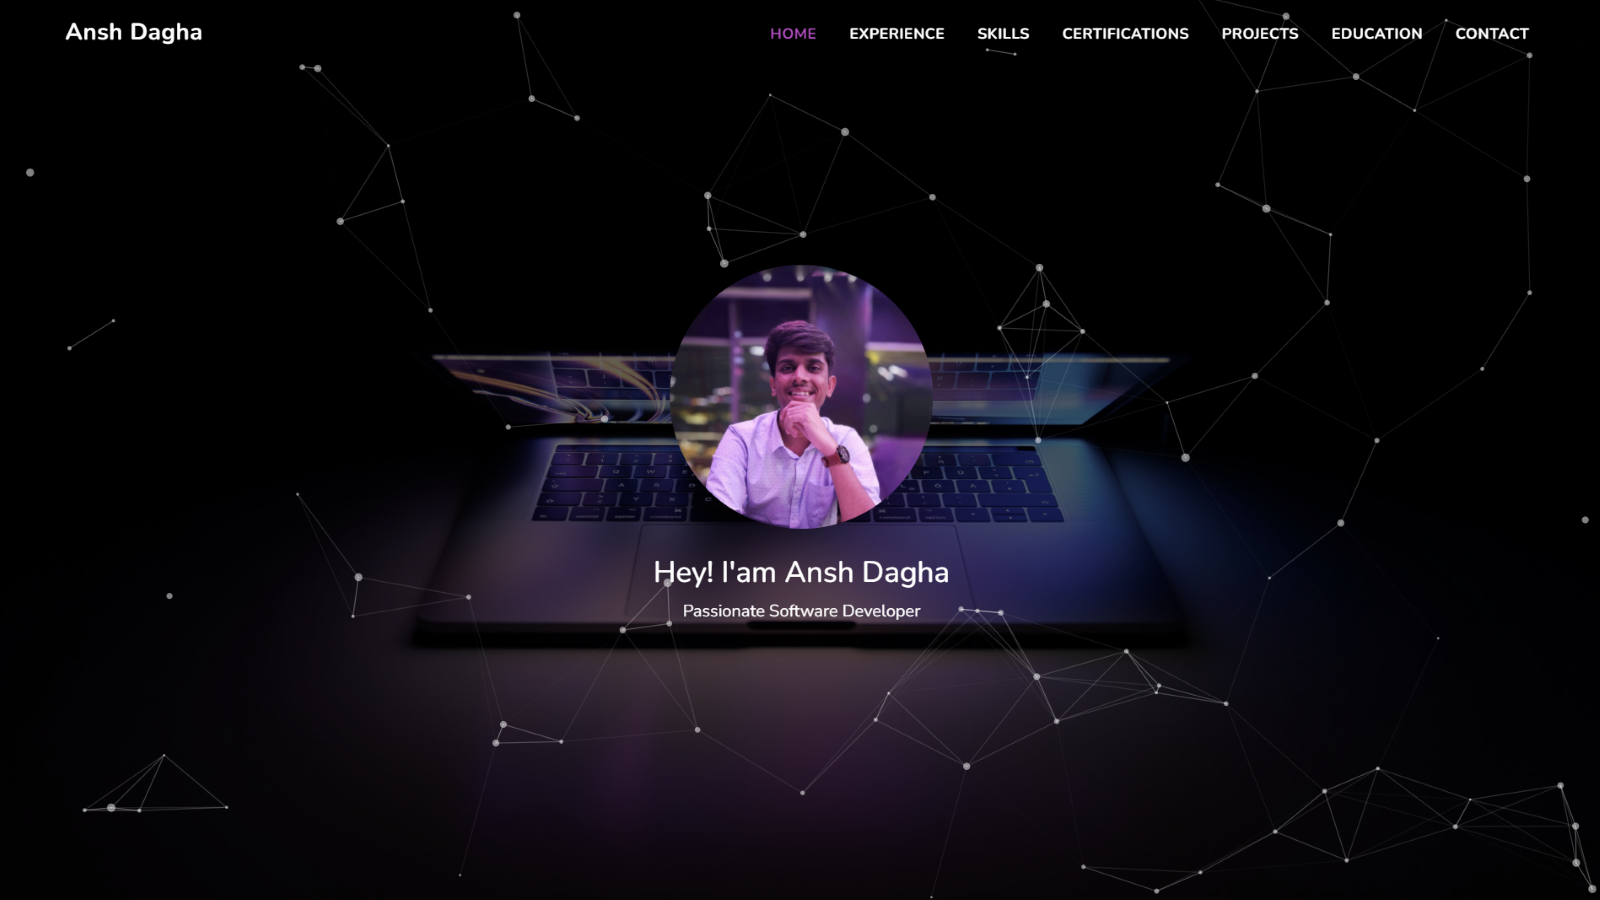 Ansh Dagha
HOME EXPERIENCE SKILLS CERTIFICATIONS PROJECTS EDUCATION CONTACT
Hey! I'am Ansh Dagha
Passionate Software Developer